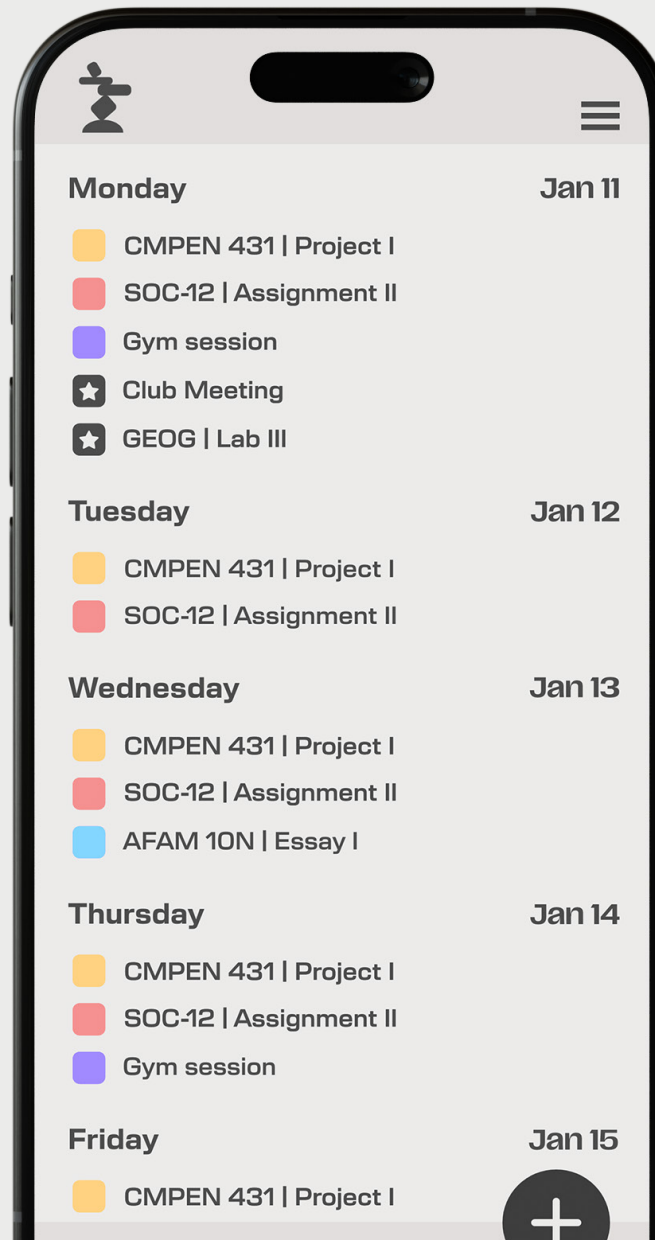 Monday Jan 11
CMPEN 431 | Project I
SOC-12 | Assignment II
Gym session
Club Meeting
GEOG | Lab III
Tuesday Jan 12
CMPEN 431 | Project I
SOC-12 | Assignment II
Wednesday Jan 13
CMPEN 431 | Project I
SOC-12 | Assignment II
AFAM 10N | Essay I
Thursday Jan 14
CMPEN 431 | Project I
SOC-12 | Assignment II
Gym session
Friday Jan 15
CMPEN 431 | Project I